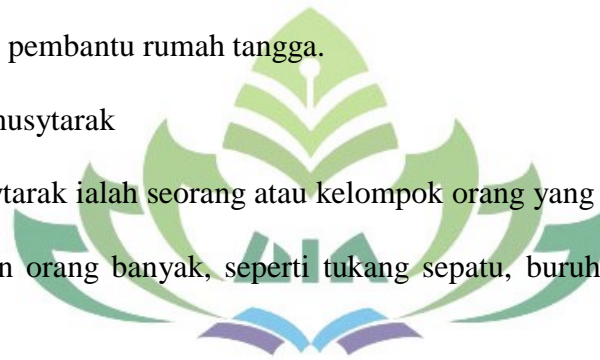 pembantu rumah tangga.
musytarak
ytarak ialah seorang atau kelompok orang yang
n orang banyak, seperti tukang sepatu, buruh